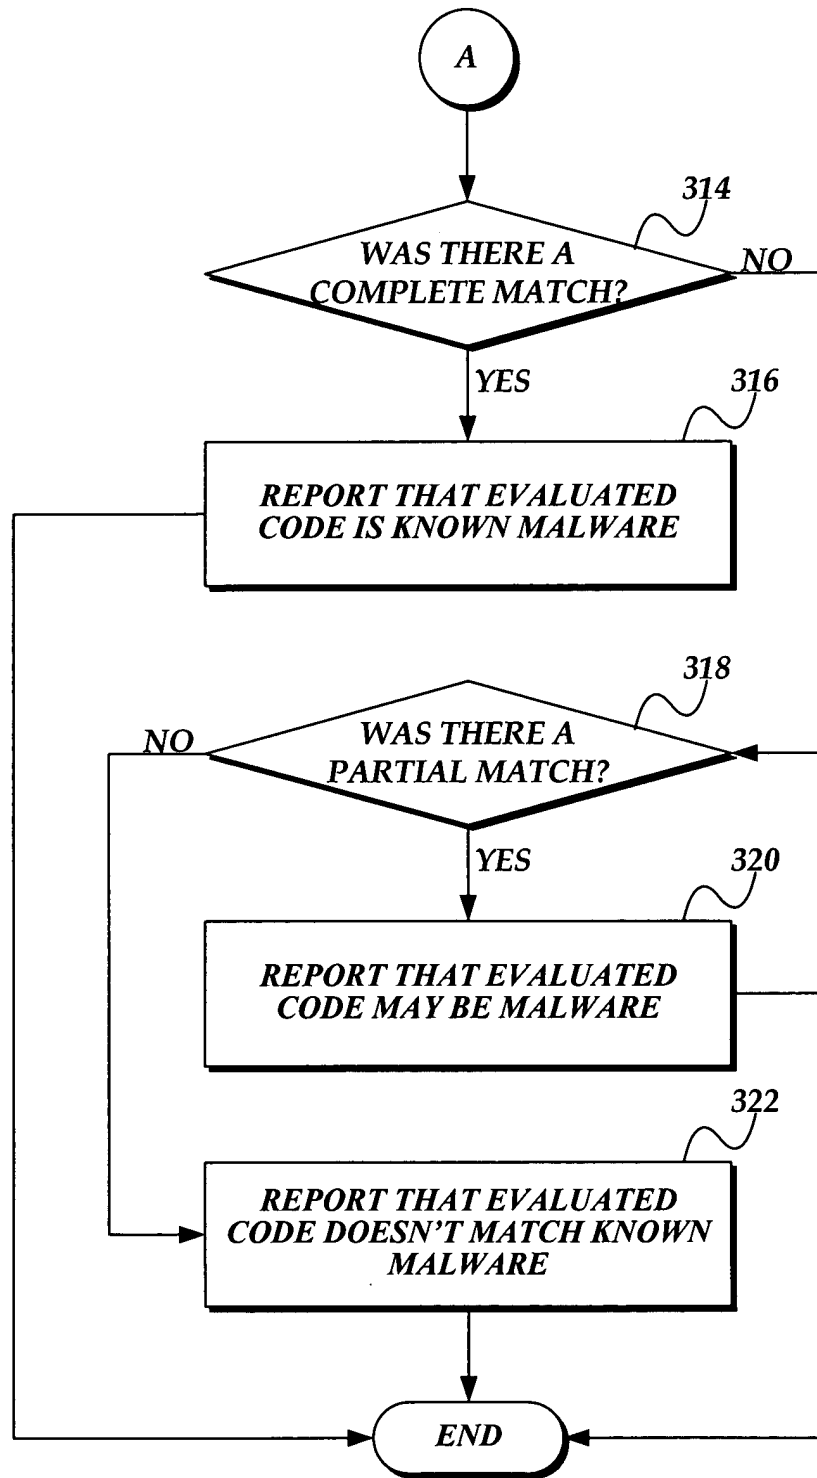 A
314
WAS THERE A
COMPLETE MATCH?
NO
YES
316
REPORT THAT EVALUATED
CODE IS KNOWN MALWARE
318
NO
WAS THERE A
PARTIAL MATCH?
YES
320
REPORT THAT EVALUATED
CODE MAY BE MALWARE
322
REPORT THAT EVALUATED
CODE DOESN'T MATCH KNOWN
MALWARE
END